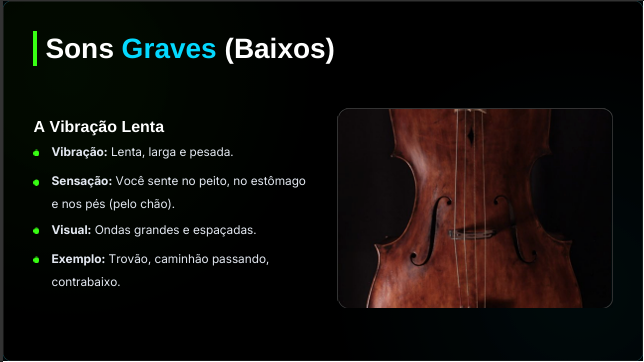 Sons Graves (Baixos)
A Vibração Lenta
Vibração: Lenta, larga e pesada.
Sensação: Você sente no peito, no estômago
e nos pés (pelo chão).
Visual: Ondas grandes e espaçadas.
Exemplo: Trovão, caminhão passando,
contrabaixo.